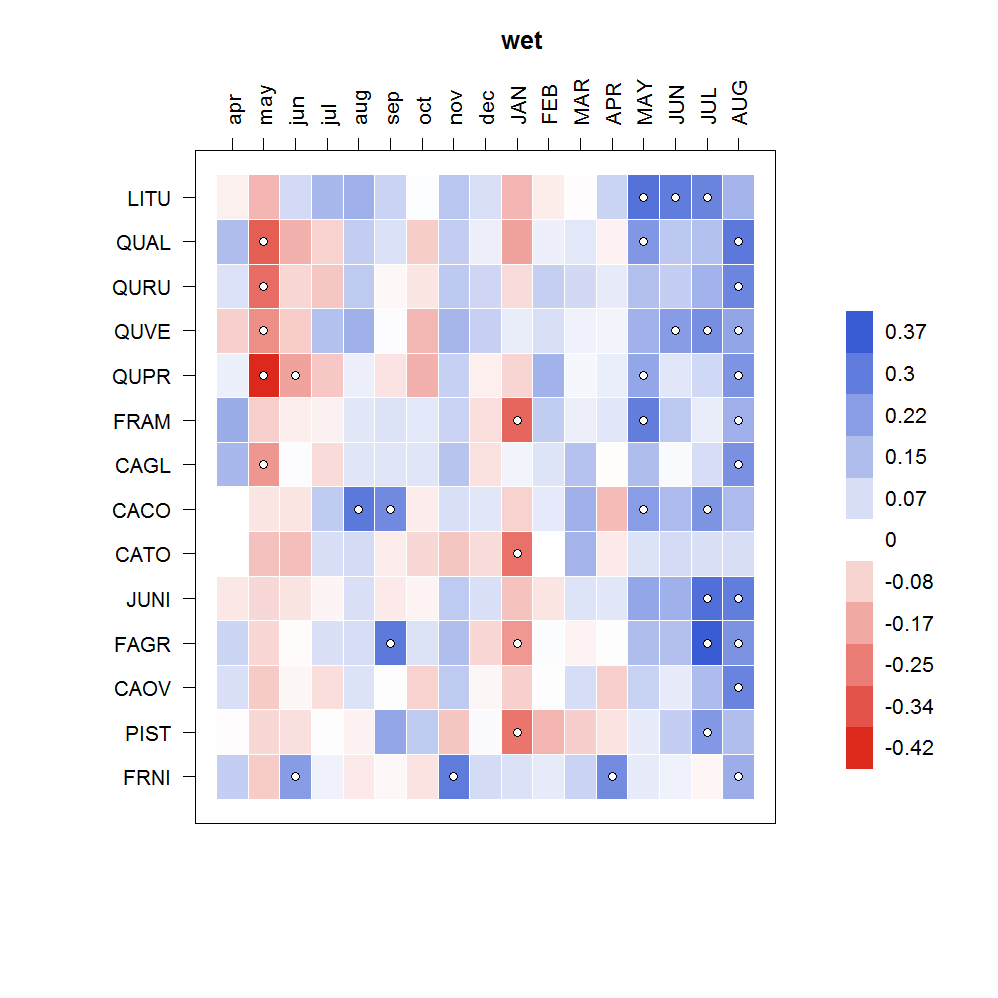 wet
apr may jun jul aug sep oct nov dec JAN FEB MAR APR MAY JUN JUL AUG
LITU
QUAL
QURU
QUVE
QUPR
FRAM
CAGL
CACO
CATO
JUNI
FAGR
CAOV
PIST
FRNI
0.37
0.3
0.22
0.15
0.07
0
-0.08
-0.17
-0.25
-0.34
-0.42